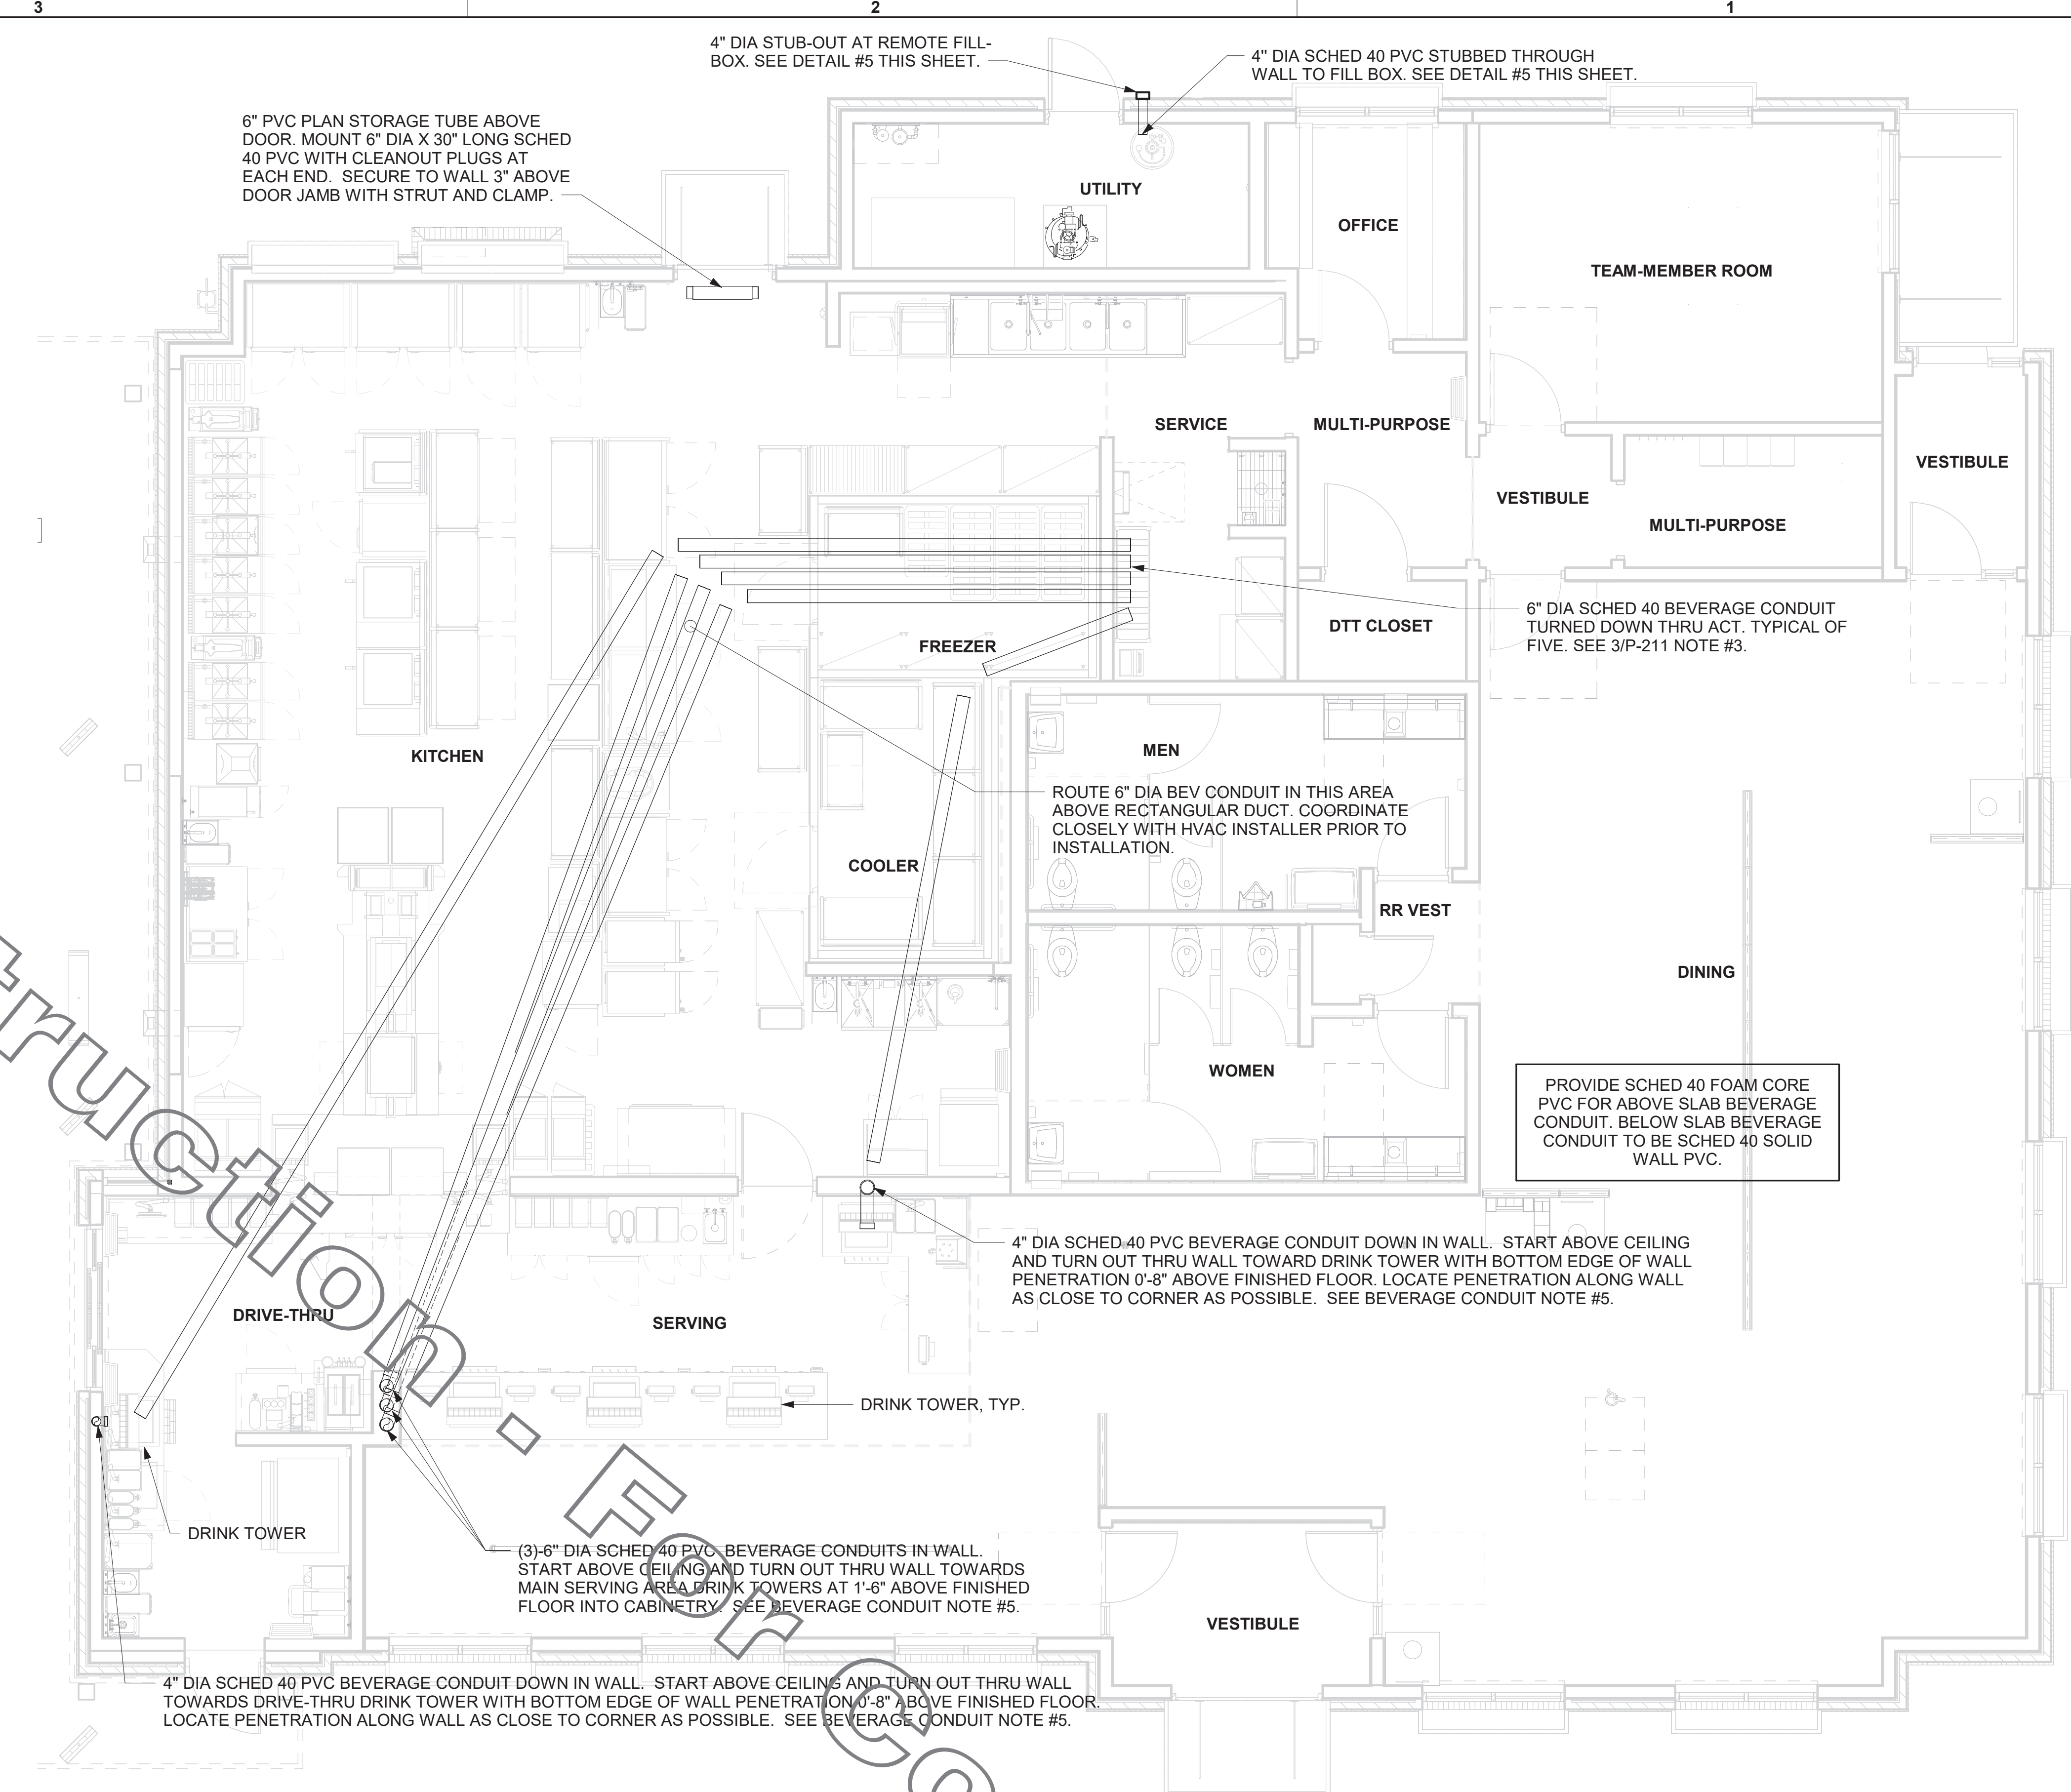 3
2
1
4" DIA STUB-OUT AT REMOTE FILL-
BOX. SEE DETAIL #5 THIS SHEET.
4" DIA SCHED 40 PVC STUBBED THROUGH
WALL TO FILL BOX. SEE DETAIL #5 THIS SHEET.
6" PVC PLAN STORAGE TUBE ABOVE
DOOR. MOUNT 6" DIA X 30" LONG SCHED
40 PVC WITH CLEANOUT PLUGS AT
EACH END. SECURE TO WALL 3" ABOVE
DOOR JAMB WITH STRUT AND CLAMP.
UTILITY
OFFICE
TEAM-MEMBER ROOM
SERVICE
MULTI-PURPOSE
VESTIBULE
VESTIBULE
MULTI-PURPOSE
6" DIA SCHED 40 BEVERAGE CONDUIT
TURNED DOWN THRU ACT. TYPICAL OF
FIVE. SEE 3/P-211 NOTE #3.
DTT CLOSET
FREEZER
KITCHEN
MEN
ROUTE 6" DIA BEV CONDUIT IN THIS AREA
ABOVE RECTANGULAR DUCT. COORDINATE
CLOSELY WITH HVAC INSTALLER PRIOR TO
INSTALLATION.
COOLER
RR VEST
DINING
WOMEN
PROVIDE SCHED 40 FOAM CORE
PVC FOR ABOVE SLAB BEVERAGE
CONDUIT. BELOW SLAB BEVERAGE
CONDUIT TO BE SCHED 40 SOLID
WALL PVC.
4" DIA SCHED 40 PVC BEVERAGE CONDUIT DOWN IN WALL. START ABOVE CEILING
AND TURN OUT THRU WALL TOWARD DRINK TOWER WITH BOTTOM EDGE OF WALL
PENETRATION 0'-8" ABOVE FINISHED FLOOR. LOCATE PENETRATION ALONG WALL
AS CLOSE TO CORNER AS POSSIBLE. SEE BEVERAGE CONDUIT NOTE #5.
DRIVE-THRU
SERVING
DRINK TOWER, TYP.
DRINK TOWER
(3)-6" DIA SCHED 40 PVC BEVERAGE CONDUITS IN WALL.
START ABOVE CEILING AND TURN OUT THRU WALL TOWARDS
MAIN SERVING AREA DRINK TOWERS AT 1'-6" ABOVE FINISHED
FLOOR INTO CABINETRY. SEE BEVERAGE CONDUIT NOTE #5.
VESTIBULE
4" DIA SCHED 40 PVC BEVERAGE CONDUIT DOWN IN WALL. START ABOVE CEILING AND TURN OUT THRU WALL
TOWARDS DRIVE-THRU DRINK TOWER WITH BOTTOM EDGE OF WALL PENETRATION 0'-8" ABOVE FINISHED FLOOR.
LOCATE PENETRATION ALONG WALL AS CLOSE TO CORNER AS POSSIBLE. SEE BEVERAGE CONDUIT NOTE #5.
truction. For Co